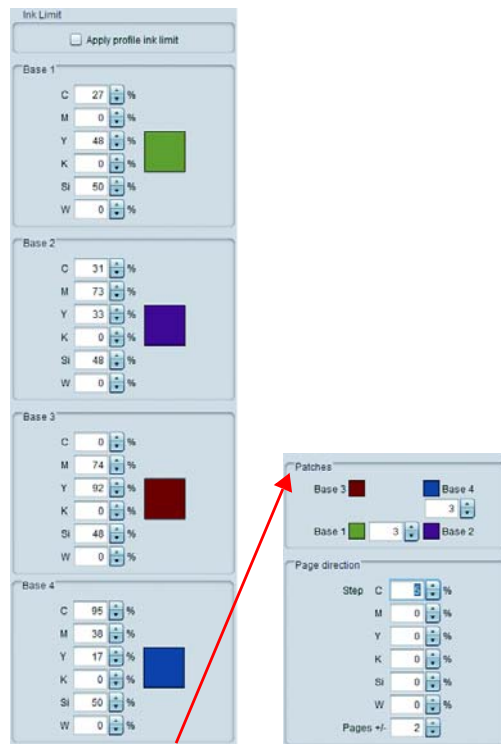 Ink Limit
Apply profile ink limit
Base 1
C 27 %
M 0 %
Y 48 %
K 0 %
Si 50 %
W 0 %
Base 2
C 31 %
M 73 %
Y 33 %
K 0 %
Si 48 %
W 0 %
Base 3
C 0 %
M 74 %
Y 92 %
K 0 %
Si 48 %
W 0 %
Base 4
C 95 %
M 38 %
Y 17 %
K 0 %
Si 50 %
W 0 %
Patches
Base 3 Base 4
3
Base 1 3 Base 2
Page direction
Step C 5 %
M 0 %
Y 0 %
K 0 %
Si 0 %
W 0 %
Pages +/- 2